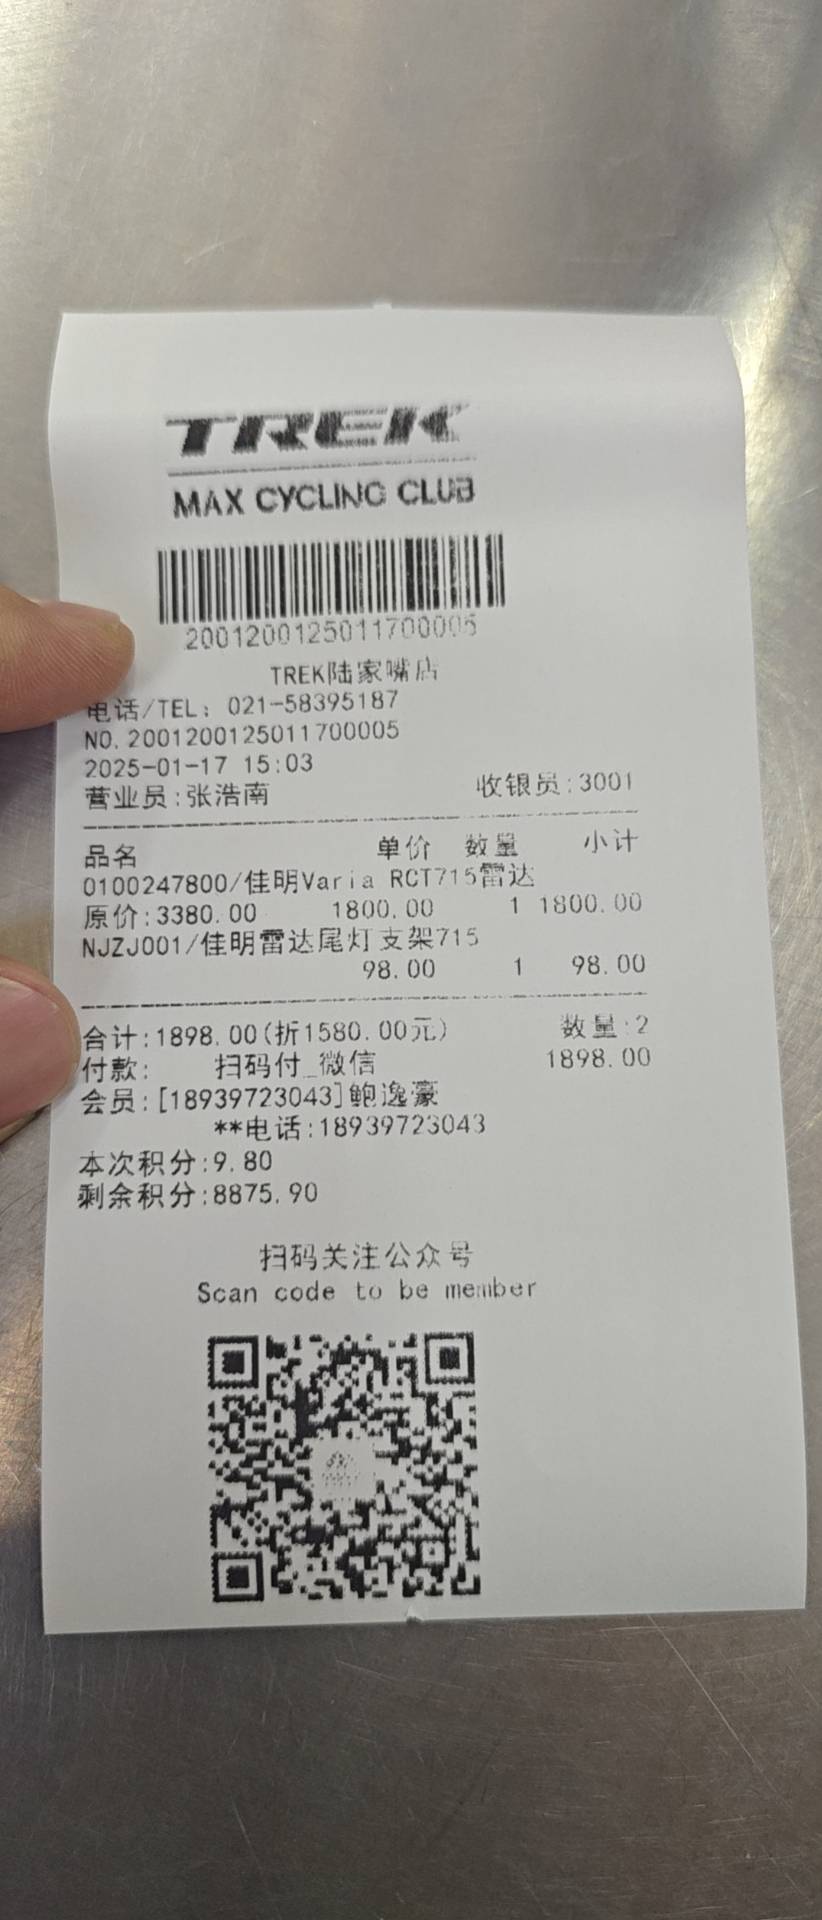 TREK
MAX CYCLING CLUB
2001200125011700005
TREK陆家嘴店
电话/TEL: 021-58395187
NO.2001200125011700005
2025-01-17 15:03
营业员:张浩南 收银员:3001
品名 单价 数量 小计
0100247800/佳明Varia RCT715雷达
原价:3380.00 1800.00 1 1800.00
NJZJ001/佳明雷达尾灯支架715
98.00 1 98.00
合计:1898.00(折1580.00元) 数量:2
付款: 扫码付_微信 1898.00
会员:[18939723043]鲍逸豪
**电话:18939723043
本次积分:9.80
剩余积分:8875.90
扫码关注公众号
Scan code to be member